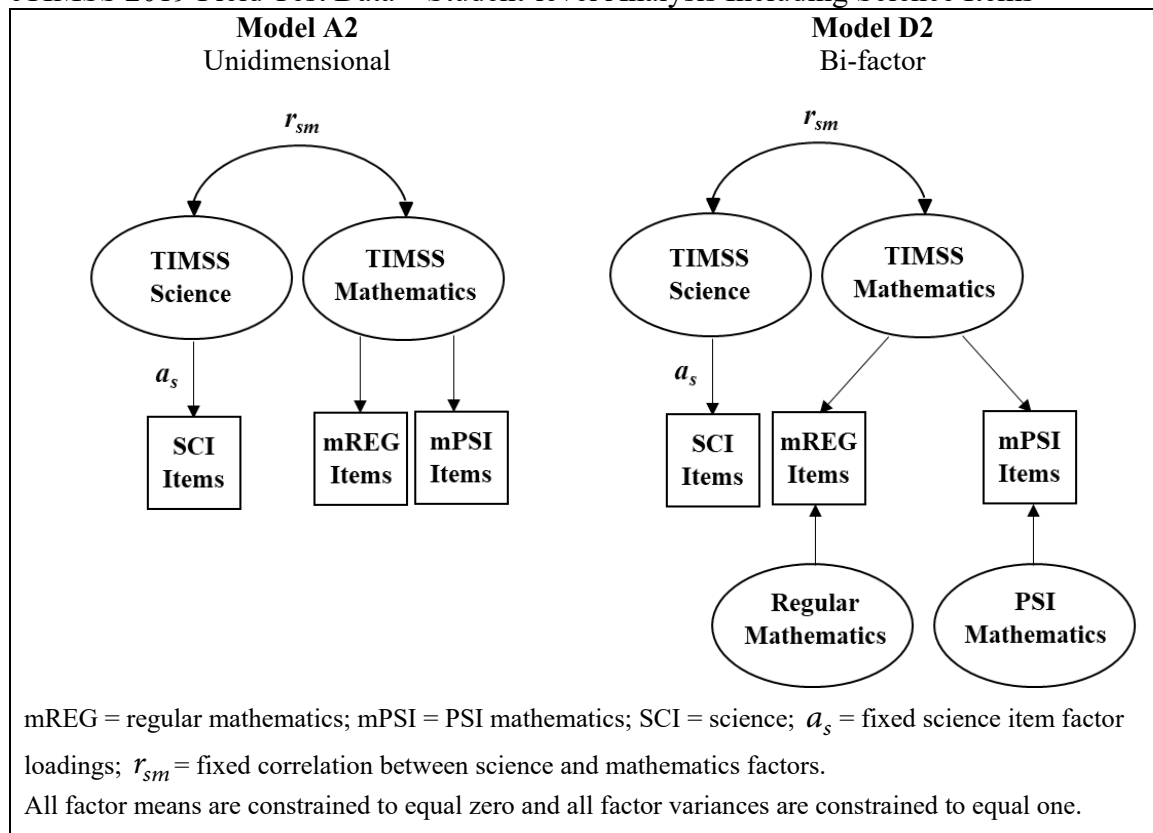 eTIMSS 2019 Field Test Data – Student-level Analysis Including Science Items
Model A2
Unidimensional
r_sm
TIMSS
Science
TIMSS
Mathematics
a_s
SCI
Items
mREG
Items
mPSI
Items
Model D2
Bi-factor
r_sm
TIMSS
Science
TIMSS
Mathematics
a_s
SCI
Items
mREG
Items
mPSI
Items
Regular
Mathematics
PSI
Mathematics
mREG = regular mathematics; mPSI = PSI mathematics; SCI = science; a_s = fixed science item factor
loadings; r_sm = fixed correlation between science and mathematics factors.
All factor means are constrained to equal zero and all factor variances are constrained to equal one.